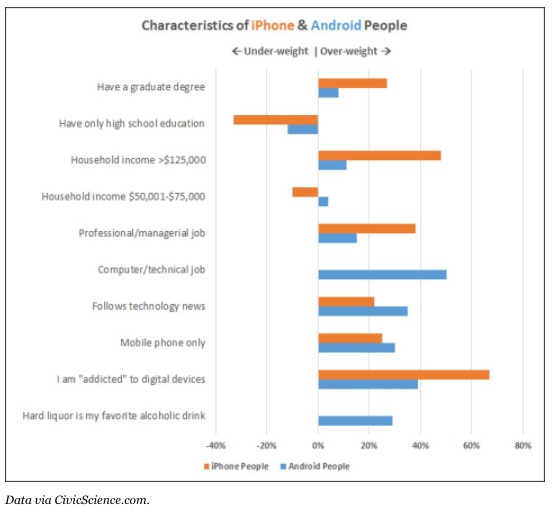 Characteristics of iPhone & Android People
← Under-weight | Over-weight →
Have a graduate degree
Have only high school education
Household income >$125,000
Household income $50,001-$75,000
Professional/managerial job
Computer/technical job
Follows technology news
Mobile phone only
I am "addicted" to digital devices
Hard liquor is my favorite alcoholic drink
-40% -20% 0% 20% 40% 60% 80%
iPhone People Android People
Data via CivicScience.com.